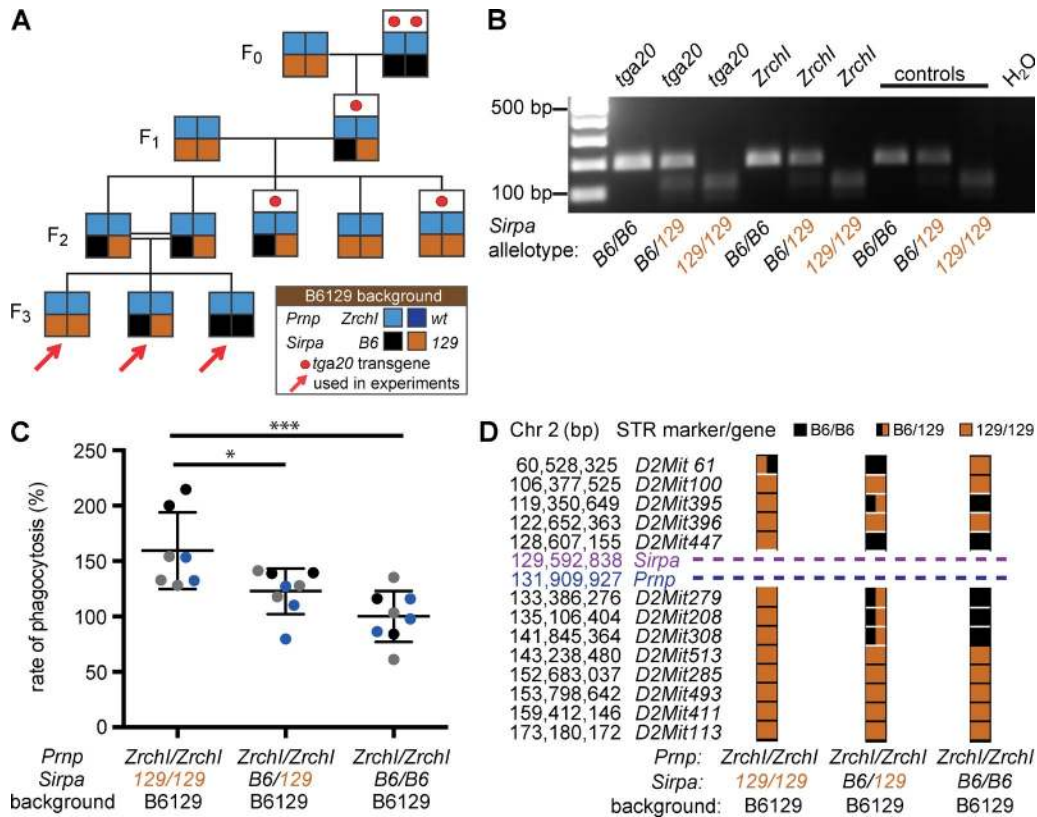 A
F0
F1
F2
F3
B6129 background
Prnp ZrchI wt
Sirpa B6 129
tga20 transgene
used in experiments
B
tga20 tga20 tga20 ZrchI ZrchI ZrchI controls H2O
500 bp
100 bp
Sirpa
allelotype:
B6/B6 B6/129 129/129 B6/B6 B6/129 129/129 B6/B6 B6/129 129/129
C
rate of phagocytosis (%)
250
200
150
100
50
0
*
***
Prnp ZrchI/ZrchI ZrchI/ZrchI ZrchI/ZrchI
Sirpa 129/129 B6/129 B6/B6
background B6129 B6129 B6129
D
Chr 2 (bp) STR marker/gene B6/B6 B6/129 129/129
60,528,325 D2Mit 61
106,377,525 D2Mit100
119,350,649 D2Mit395
122,652,363 D2Mit396
128,607,155 D2Mit447
129,592,838 Sirpa
131,909,927 Prnp
133,386,276 D2Mit279
135,106,404 D2Mit208
141,845,364 D2Mit308
143,238,480 D2Mit513
152,683,037 D2Mit285
153,798,642 D2Mit493
159,412,146 D2Mit411
173,180,172 D2Mit113
Prnp: ZrchI/ZrchI ZrchI/ZrchI ZrchI/ZrchI
Sirpa: 129/129 B6/129 B6/B6
background: B6129 B6129 B6129